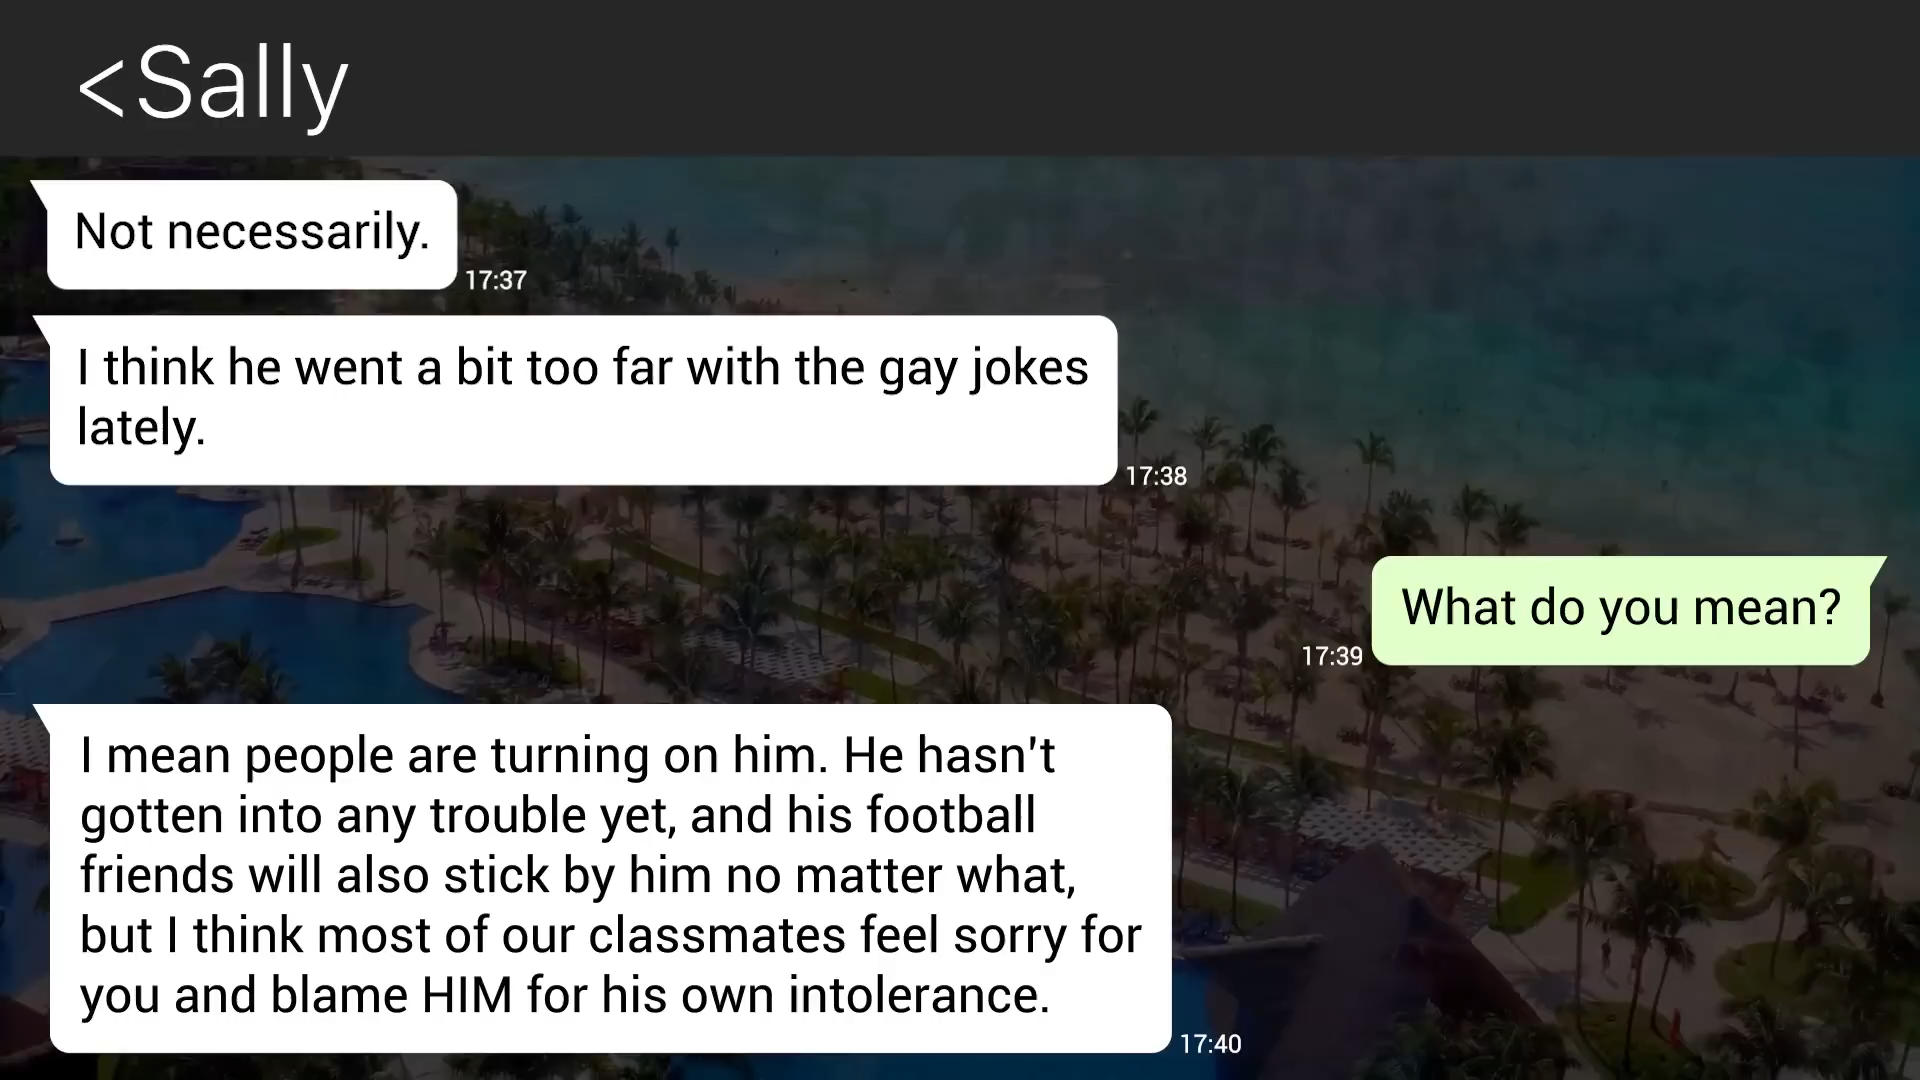 <Sally
Not necessarily.
17:37
I think he went a bit too far with the gay jokes
lately.
17:38
What do you mean?
17:39
I mean people are turning on him. He hasn't
gotten into any trouble yet, and his football
friends will also stick by him no matter what,
but I think most of our classmates feel sorry for
you and blame HIM for his own intolerance.
17:40